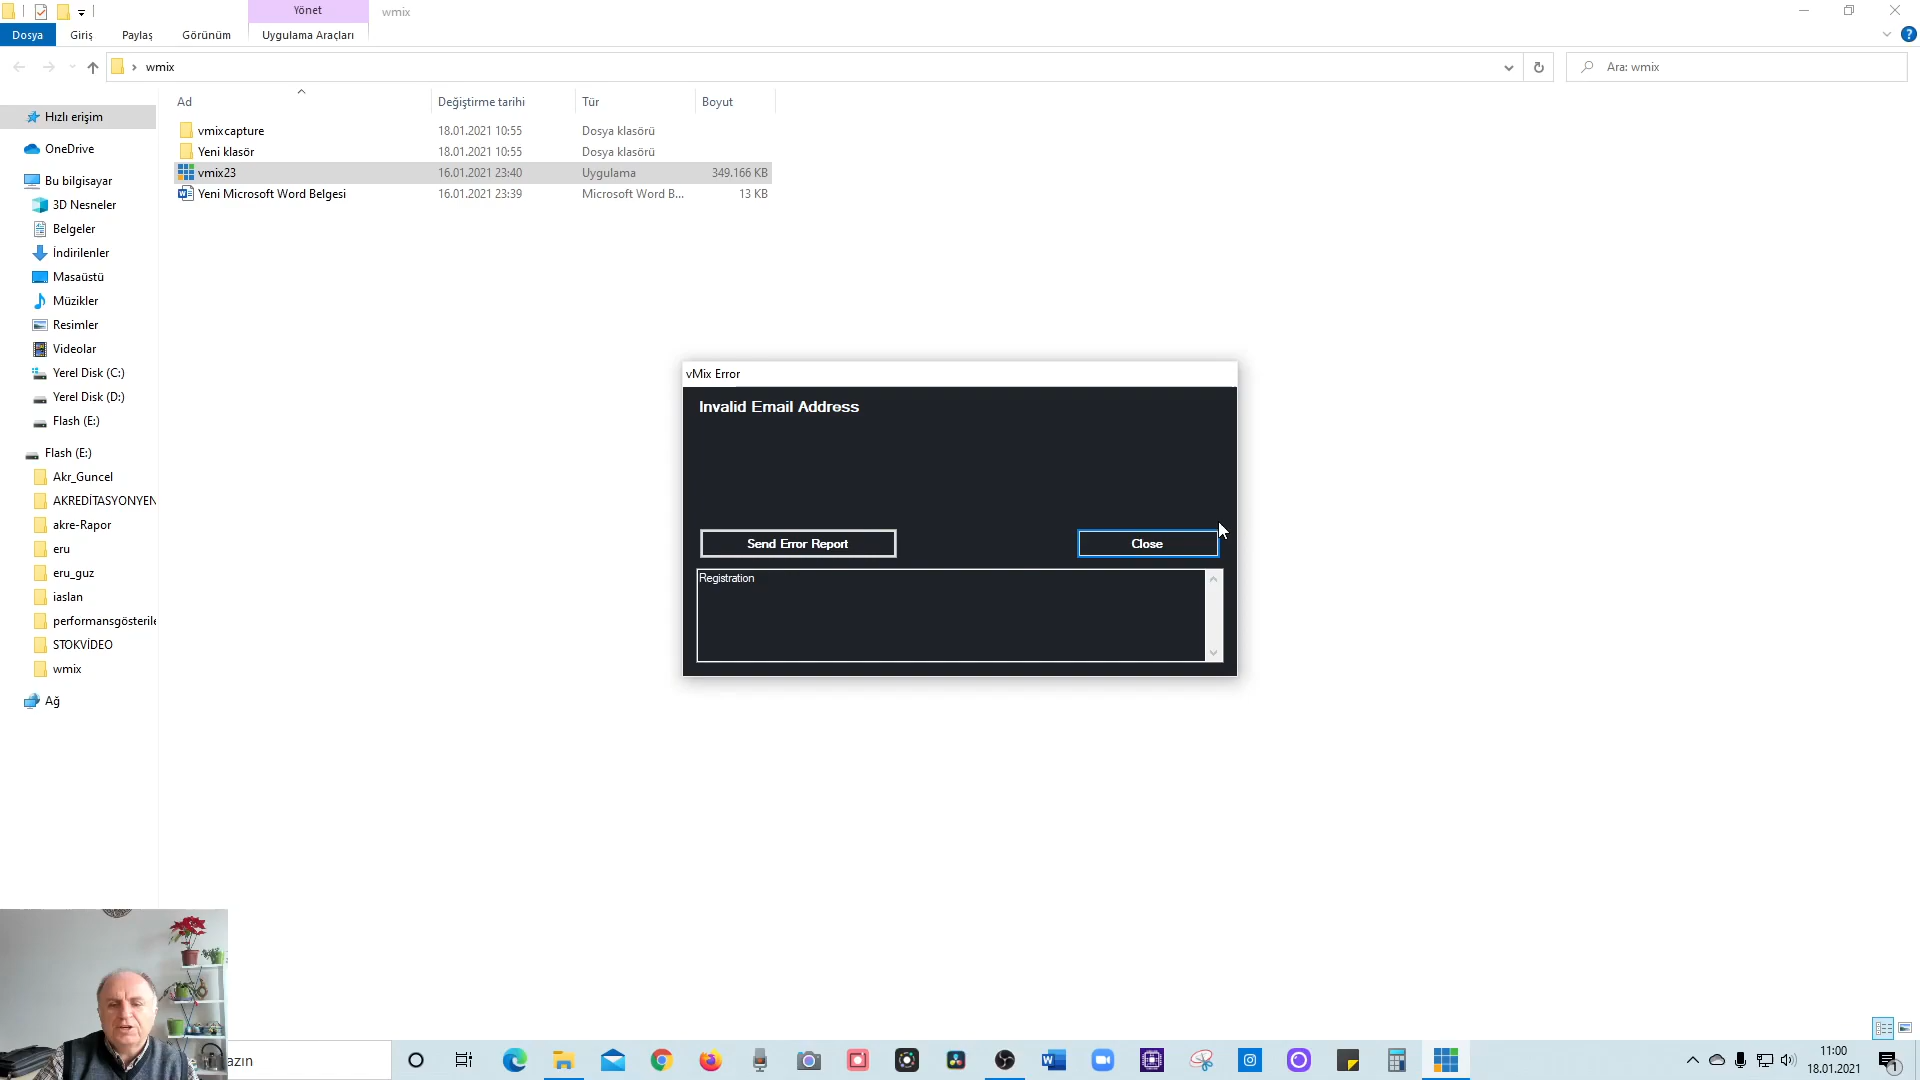 Yönet
wmix
Dosya
Giriş
Paylaş
Görünüm
Uygulama Araçları
wmix
Ara: wmix
Ad
Değiştirme tarihi
Tür
Boyut
vmixcapture
18.01.2021 10:55
Dosya klasörü
Yeni klasör
18.01.2021 10:55
Dosya klasörü
vmix23
16.01.2021 23:40
Uygulama
349.166 KB
Yeni Microsoft Word Belgesi
16.01.2021 23:39
Microsoft Word B...
13 KB
Hızlı erişim
OneDrive
Bu bilgisayar
3D Nesneler
Belgeler
İndirilenler
Masaüstü
Müzikler
Resimler
Videolar
Yerel Disk (C:)
Yerel Disk (D:)
Flash (E:)
Flash (E:)
Akr_Guncel
AKREDİTASYONYEN
akre-Rapor
eru
eru_guz
iaslan
performansgösterile
STOKVİDEO
wmix
Ağ
vMix Error
Invalid Email Address
Send Error Report
Close
Registration
azın
11:00
18.01.2021
1